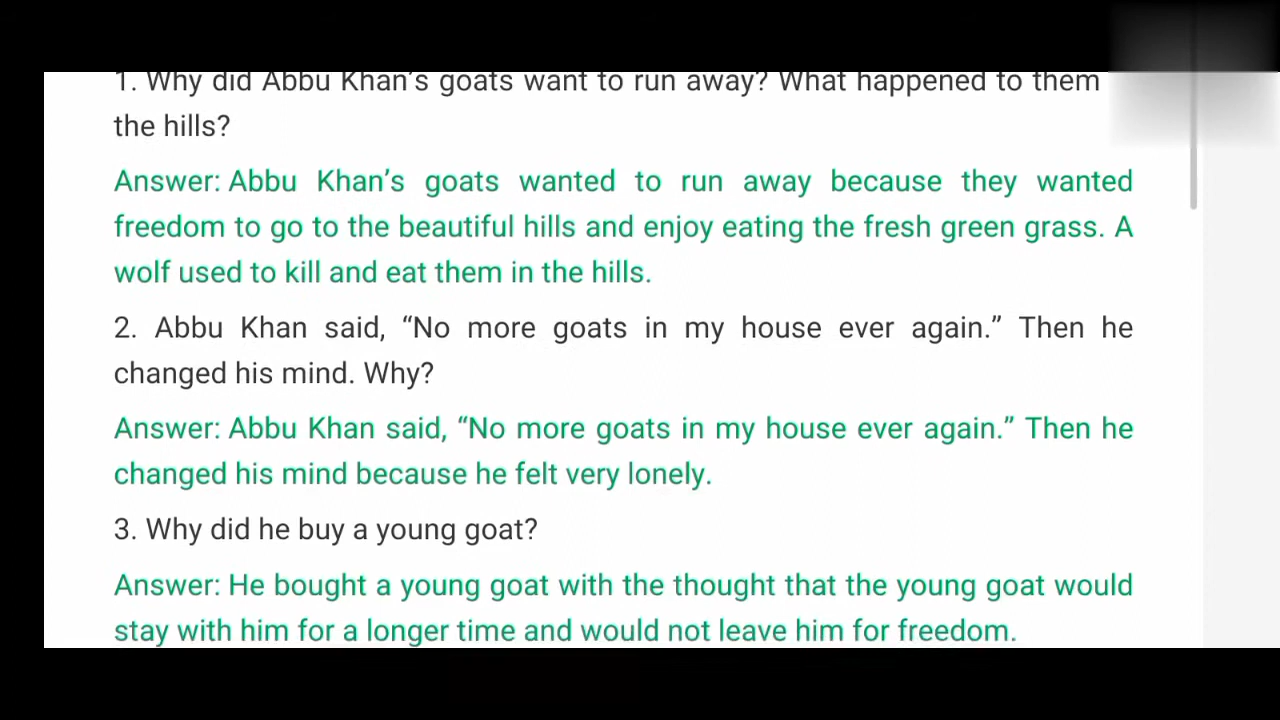 1. Why did Abbu Khan’s goats want to run away? What happened to them
the hills?
Answer: Abbu Khan’s goats wanted to run away because they wanted
freedom to go to the beautiful hills and enjoy eating the fresh green grass. A
wolf used to kill and eat them in the hills.
2. Abbu Khan said, “No more goats in my house ever again.” Then he
changed his mind. Why?
Answer: Abbu Khan said, “No more goats in my house ever again.” Then he
changed his mind because he felt very lonely.
3. Why did he buy a young goat?
Answer: He bought a young goat with the thought that the young goat would
stay with him for a longer time and would not leave him for freedom.